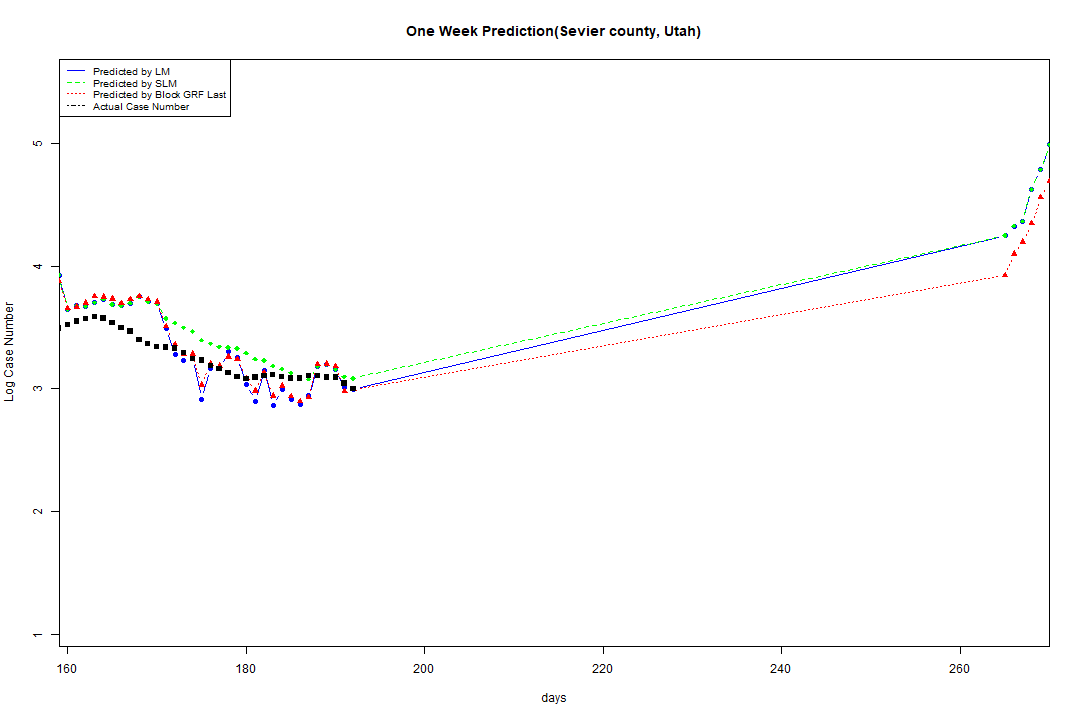 One Week Prediction(Sevier county, Utah)
Predicted by LM
Predicted by SLM
Predicted by Block GRF Last
Actual Case Number
5
4
3
2
1
Log Case Number
160 180 200 220 240 260
days